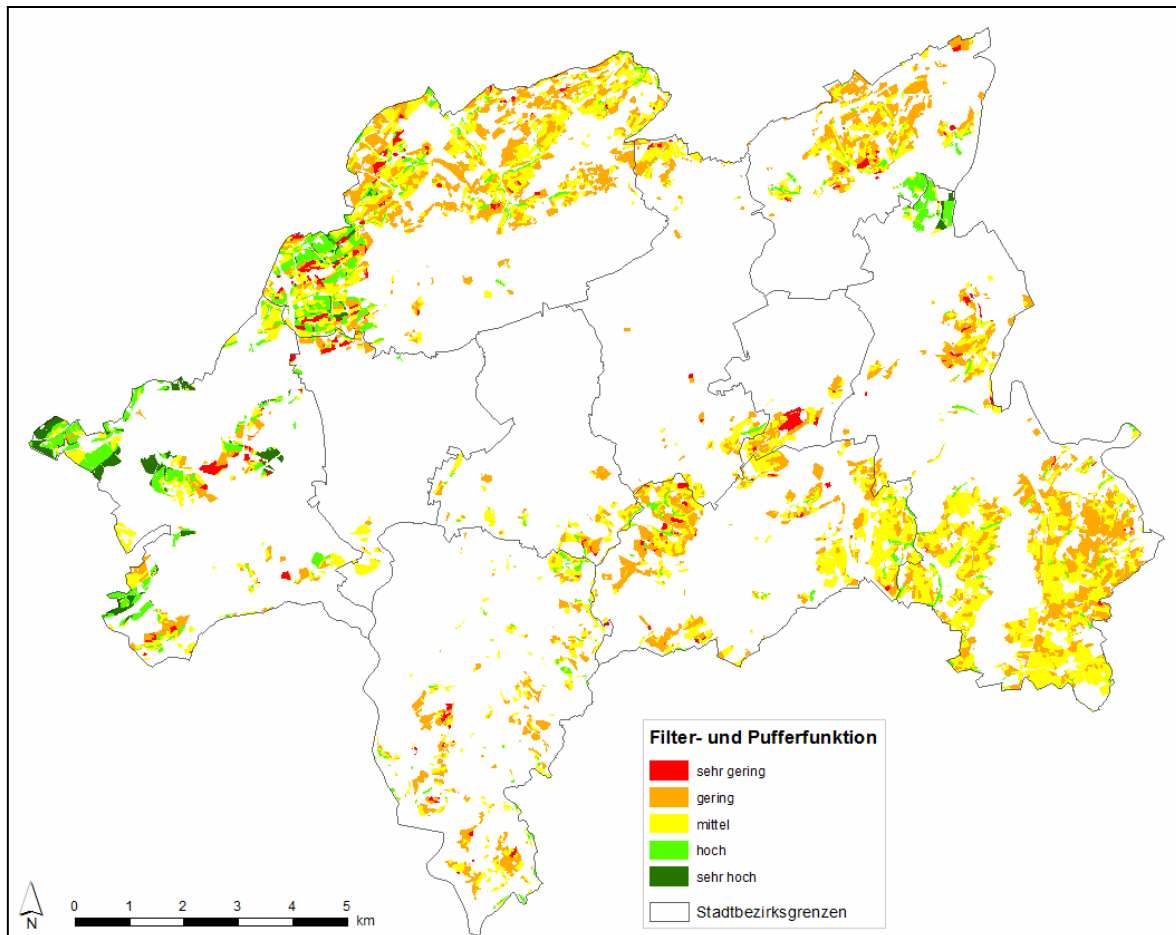 Filter- und Pufferfunktion
sehr gering
gering
mittel
hoch
sehr hoch
Stadtbezirksgrenzen
N
0 1 2 3 4 5
km